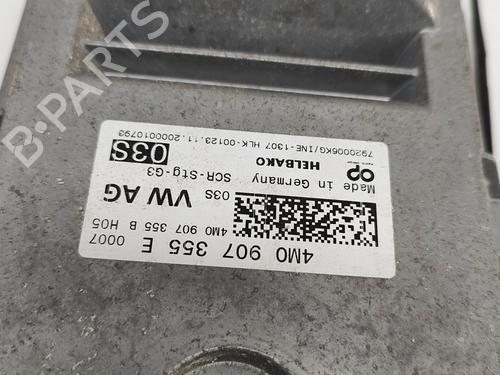 4M0 907 355 E 0007
4M0 907 355 B H05
VW AG 03S
SCR-Stg-G3 03S
Made in Germany
HELBAKO
7920006KG/INE-1307 HLK-00123.11.2000010793
B-PARTS